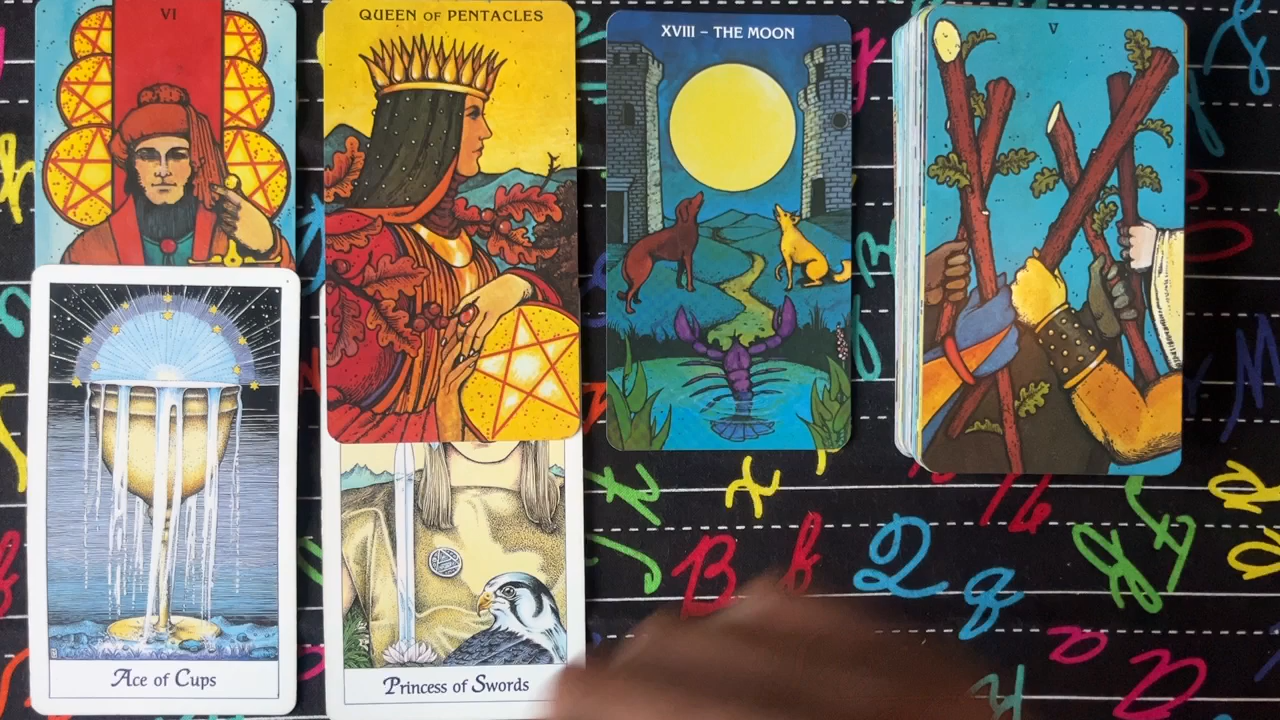 VI
QUEEN OF PENTACLES
XVIII – THE MOON
V
Ace of Cups
Princess of Swords